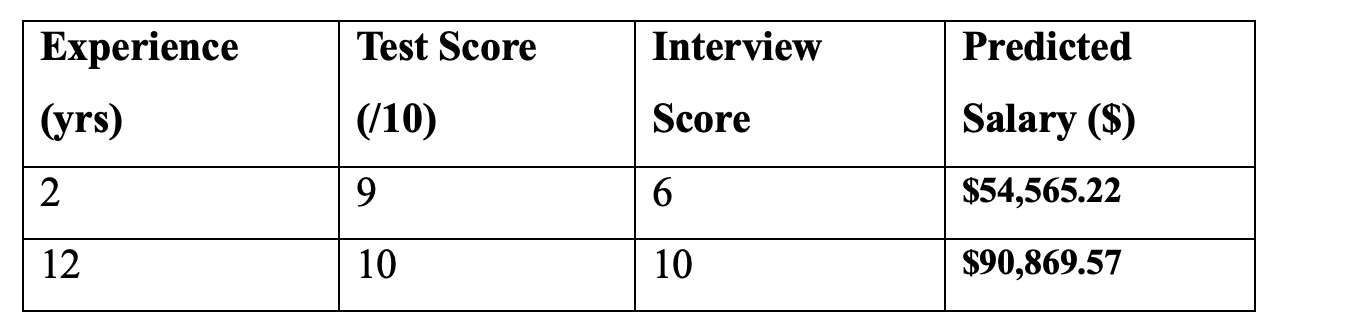 Experience (yrs) Test Score (/10) Interview Score Predicted Salary ($)
2 9 6 $54,565.22
12 10 10 $90,869.57